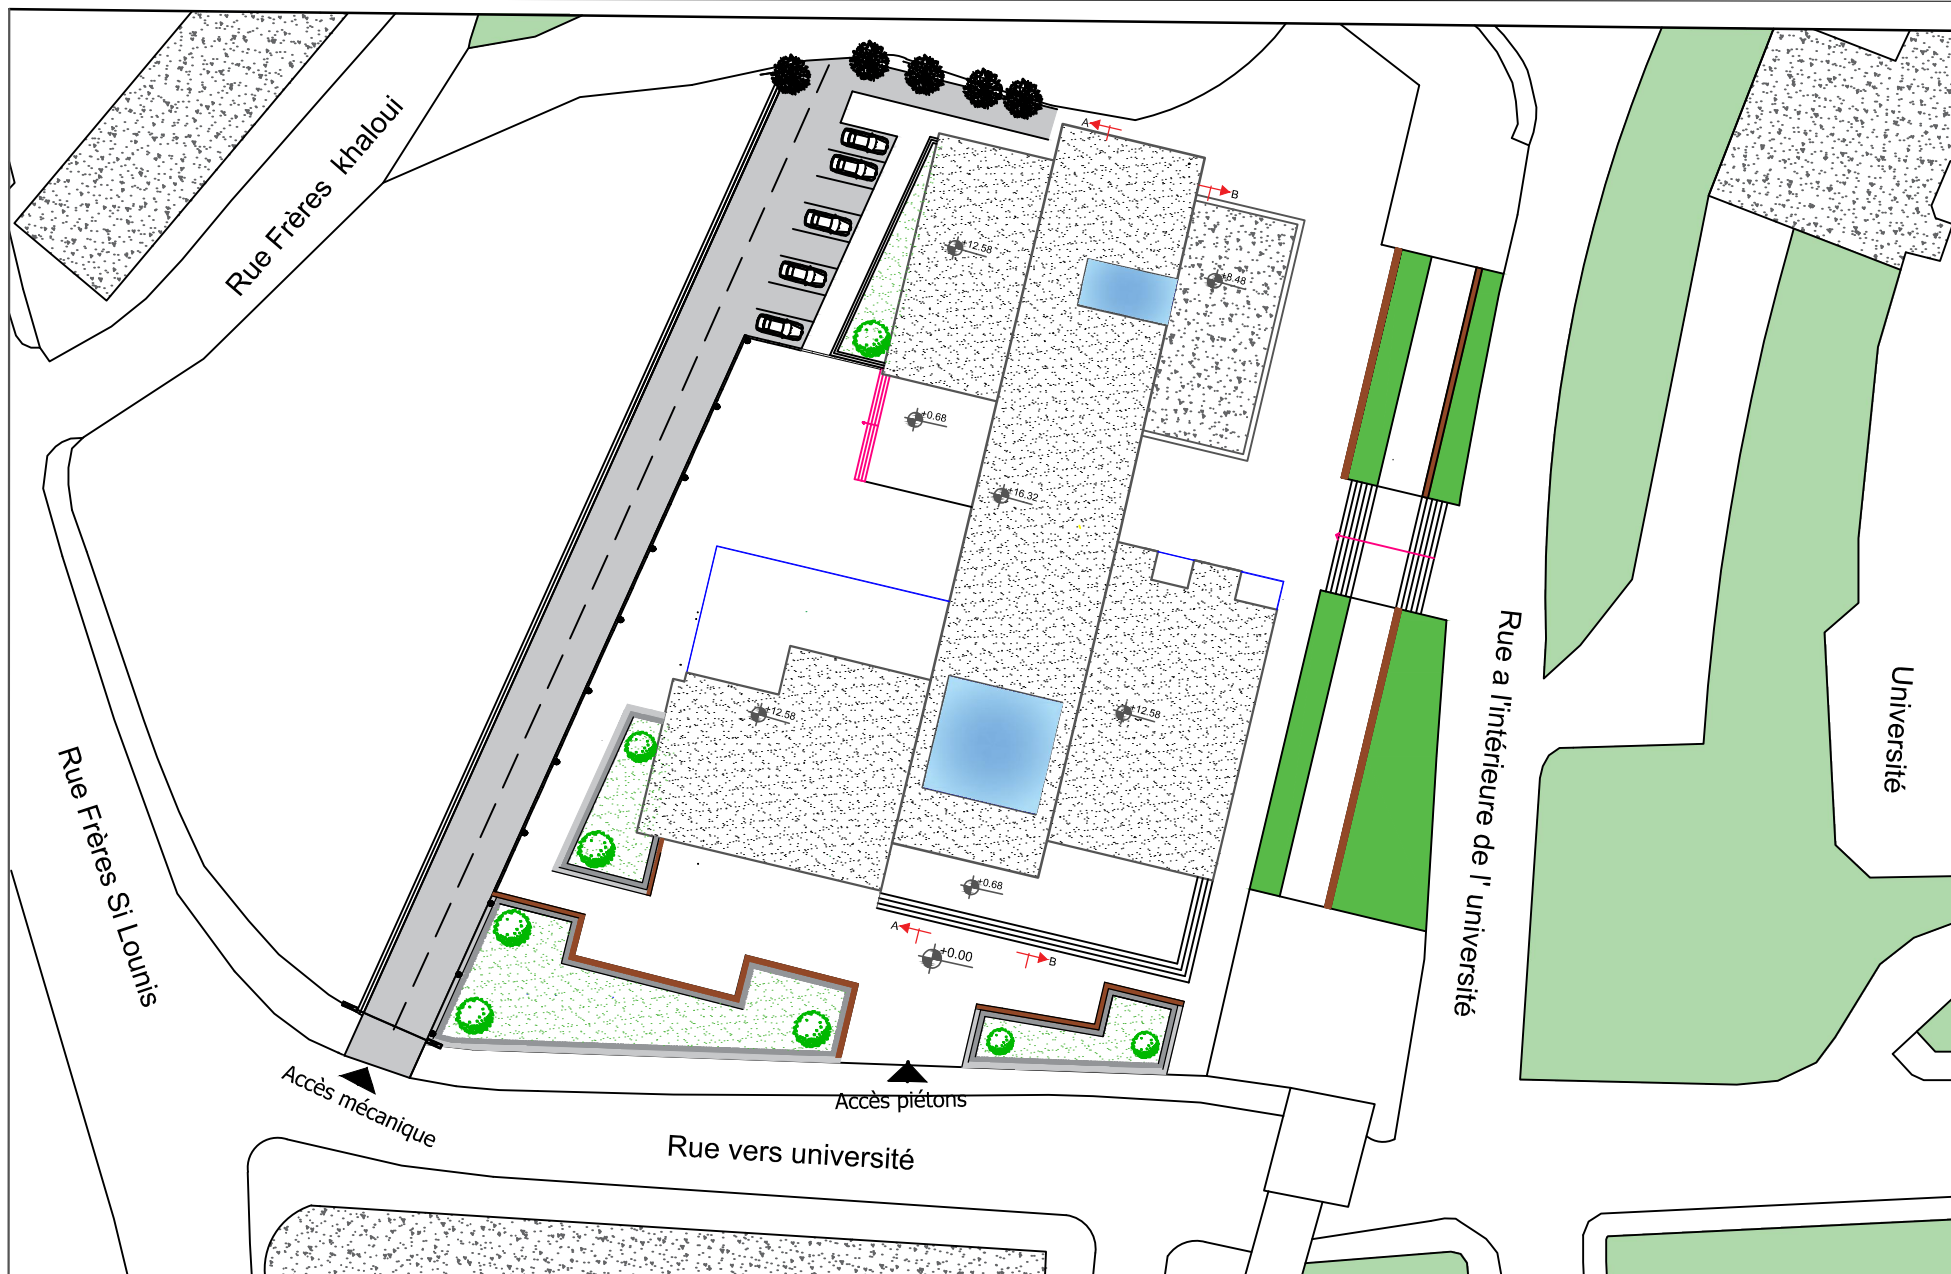 Rue Frères khaloui
A
B
+12.58
+8.48
+0.68
+16.32
+12.58
+12.58
+0.68
A
+0.00
B
Rue Frères Si Lounis
Rue a l'intérieure de l' université
Université
Accès mécanique
Accès piétons
Rue vers université